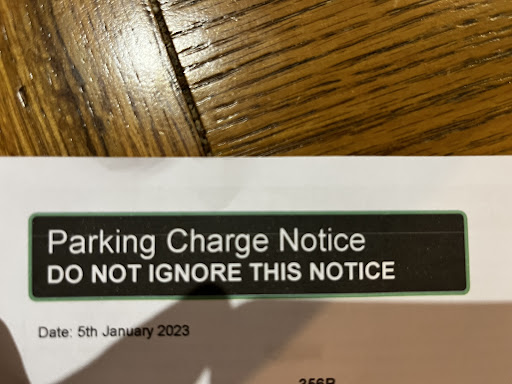 Parking Charge Notice
DO NOT IGNORE THIS NOTICE
Date: 5th January 2023